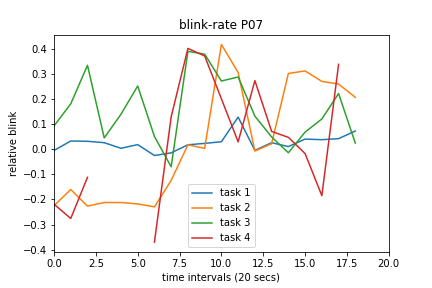 blink-rate P07
relative blink
0.4
0.3
0.2
0.1
0.0
−0.1
−0.2
−0.3
−0.4
task 1
task 2
task 3
task 4
0.0 2.5 5.0 7.5 10.0 12.5 15.0 17.5 20.0
time intervals (20 secs)